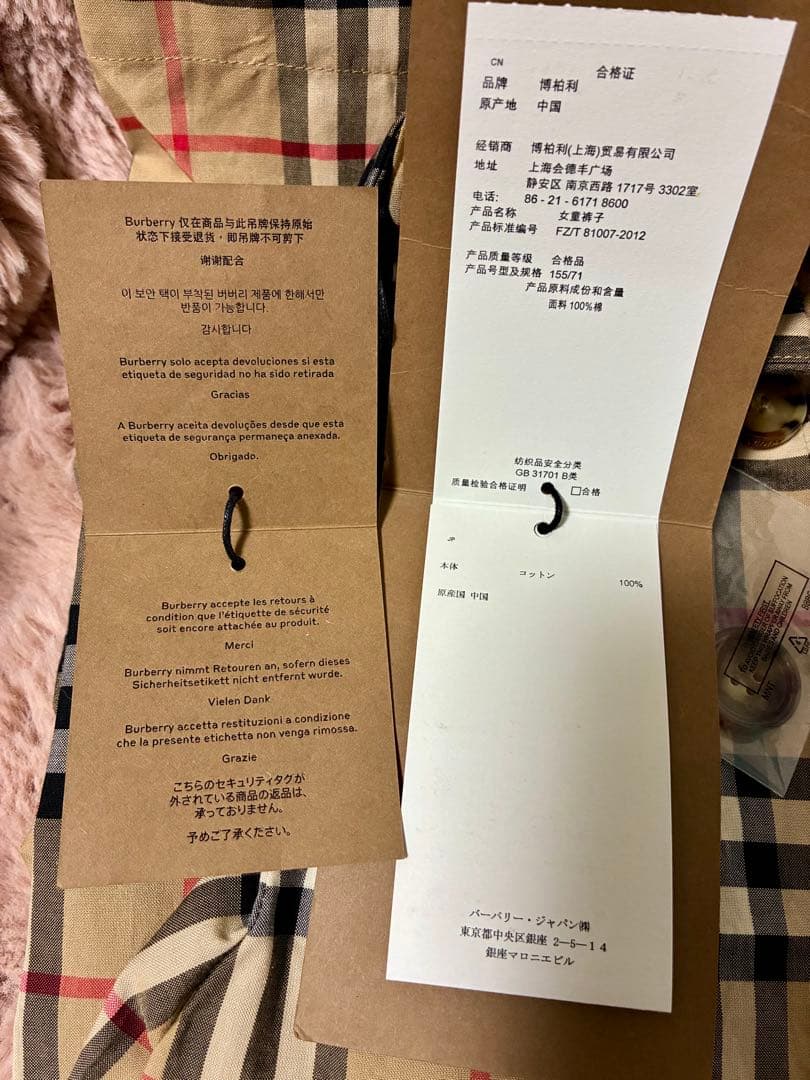 Burberry 仅在商品与此吊牌保持原始
状态下接受退货，即吊牌不可剪下
谢谢配合
이 보안 택이 부착된 버버리 제품에 한해서만
반품이 가능합니다.
감사합니다
Burberry solo acepta devoluciones si esta
etiqueta de seguridad no ha sido retirada
Gracias
A Burberry aceita devoluções desde que esta
etiqueta de segurança permaneça anexada.
Obrigado.
Burberry accepte les retours à
condition que l'étiquette de sécurité
soit encore attachée au produit.
Merci
Burberry nimmt Retouren an, sofern dieses
Sicherheitsetikett nicht entfernt wurde.
Vielen Dank
Burberry accetta restituzioni a condizione
che la presente etichetta non venga rimossa.
Grazie
こちらのセキュリティタグが
外されている商品の返品は、
承っておりません。
予めご了承ください。
CN
合格证
品牌 博柏利
原产地 中国
经销商 博柏利(上海)贸易有限公司
地址 上海会德丰广场
静安区 南京西路 1717号 3302室
电话: 86 - 21 - 6171 8600
产品名称 女童裤子
产品标准编号 FZ/T 81007-2012
产品质量等级 合格品
产品号型及规格 155/71
产品原料成份和含量
面料 100%棉
纺织品安全分类
GB 31701 B类
质量检验合格证明 □合格
JP
本体 コットン 100%
原産国 中国
バーバリー・ジャパン㈱
東京都中央区銀座 2―5―14
銀座マロニエビル